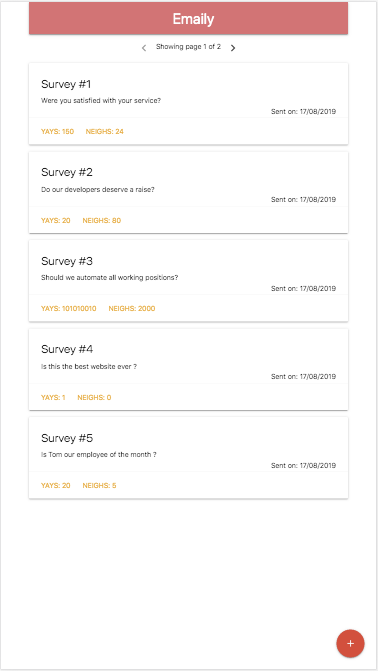 Emaily
Showing page 1 of 2
Survey #1
Were you satisfied with your service?
Sent on: 17/08/2019
YAYS: 150 NEIGHS: 24
Survey #2
Do our developers deserve a raise?
Sent on: 17/08/2019
YAYS: 20 NEIGHS: 80
Survey #3
Should we automate all working positions?
Sent on: 17/08/2019
YAYS: 101010010 NEIGHS: 2000
Survey #4
Is this the best website ever ?
Sent on: 17/08/2019
YAYS: 1 NEIGHS: 0
Survey #5
Is Tom our employee of the month ?
Sent on: 17/08/2019
YAYS: 20 NEIGHS: 5
+